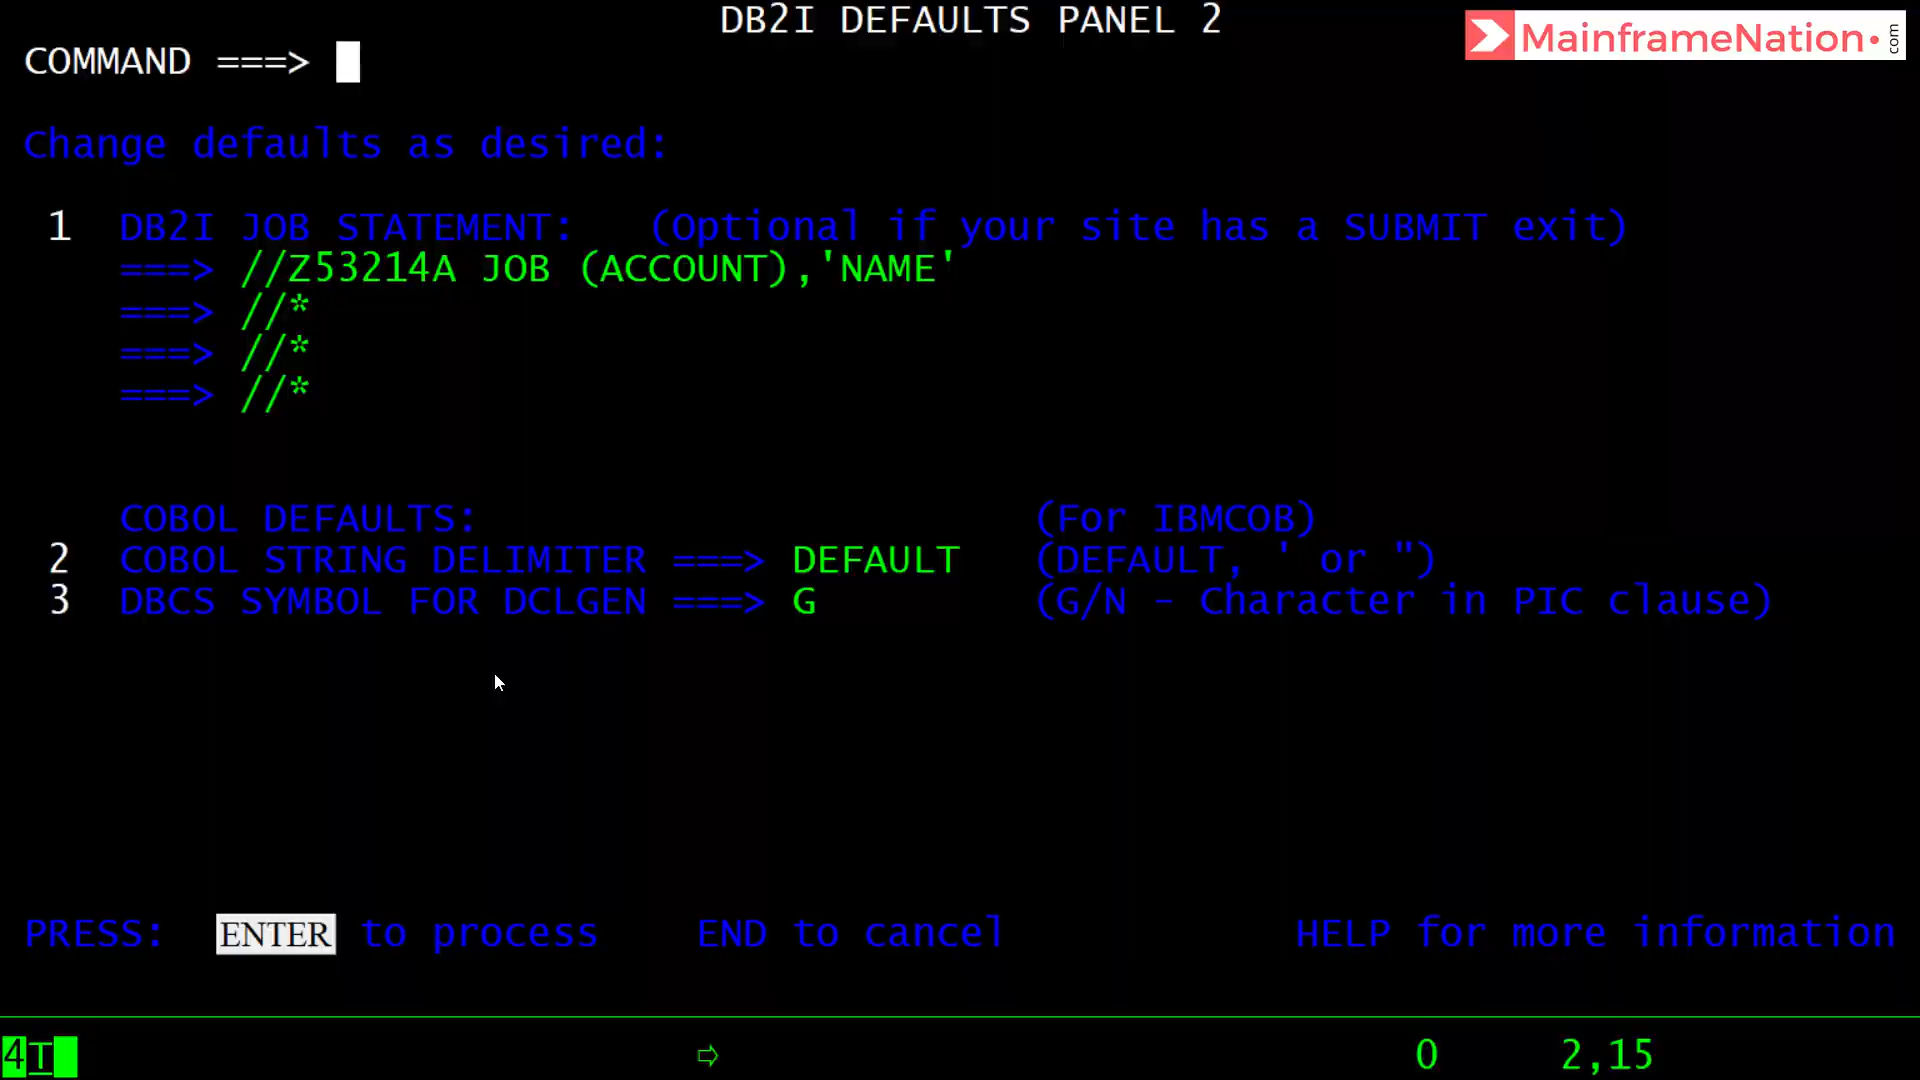 DB2I DEFAULTS PANEL 2
MainframeNation.com
COMMAND ===>
Change defaults as desired:
1 DB2I JOB STATEMENT: (Optional if your site has a SUBMIT exit)
===> //Z53214A JOB (ACCOUNT),'NAME'
===> //*
===> //*
===> //*
COBOL DEFAULTS: (For IBMCOB)
2 COBOL STRING DELIMITER ===> DEFAULT (DEFAULT, ' or ")
3 DBCS SYMBOL FOR DCLGEN ===> G (G/N - Character in PIC clause)
PRESS: ENTER to process END to cancel HELP for more information
4T ⇨ 0 2,15